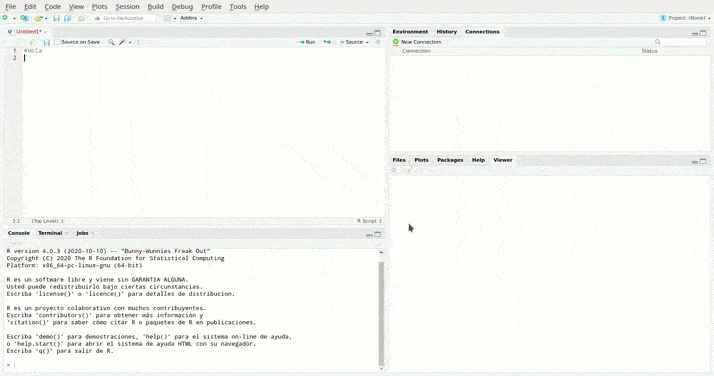 File Edit Code View Plots Session Build Debug Profile Tools Help
Go to file/function Addins Project: (None)
Untitled1*
Source on Save Run Source
1 #Hola
2
2:1 (Top Level) R Script
Console Terminal Jobs
R version 4.0.3 (2020-10-10) -- "Bunny-Wunnies Freak Out"
Copyright (C) 2020 The R Foundation for Statistical Computing
Platform: x86_64-pc-linux-gnu (64-bit)
R es un software libre y viene sin GARANTIA ALGUNA.
Usted puede redistribuirlo bajo ciertas circunstancias.
Escriba 'license()' o 'licence()' para detalles de distribucion.
R es un proyecto colaborativo con muchos contribuyentes.
Escriba 'contributors()' para obtener más información y
'citation()' para saber cómo citar R o paquetes de R en publicaciones.
Escriba 'demo()' para demostraciones, 'help()' para el sistema on-line de ayuda,
o 'help.start()' para abrir el sistema de ayuda HTML con su navegador.
Escriba 'q()' para salir de R.
>
Environment History Connections
New Connection
Connection Status
Files Plots Packages Help Viewer